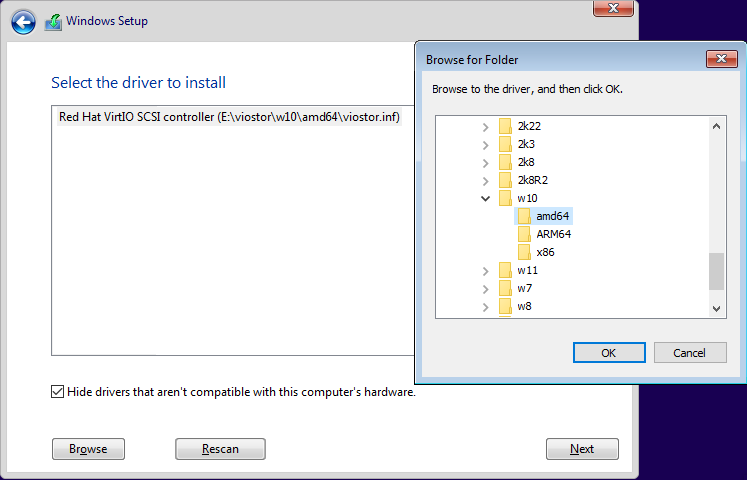 Windows Setup
Select the driver to install
Red Hat VirtIO SCSI controller (E:\viostor\w10\amd64\viostor.inf)
Hide drivers that aren't compatible with this computer's hardware.
Browse
Rescan
Next
Browse for Folder
Browse to the driver, and then click OK.
2k22
2k3
2k8
2k8R2
w10
amd64
ARM64
x86
w11
w7
w8
OK
Cancel